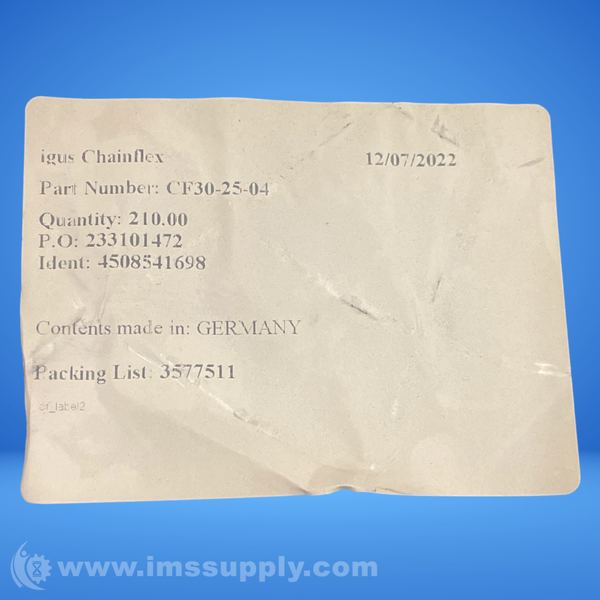 igus Chainflex 12/07/2022
Part Number: CF30-25-04
Quantity: 210.00
P.O: 233101472
Ident: 4508541698
Contents made in: GERMANY
Packing List: 3577511
cf_label2
www.imssupply.com